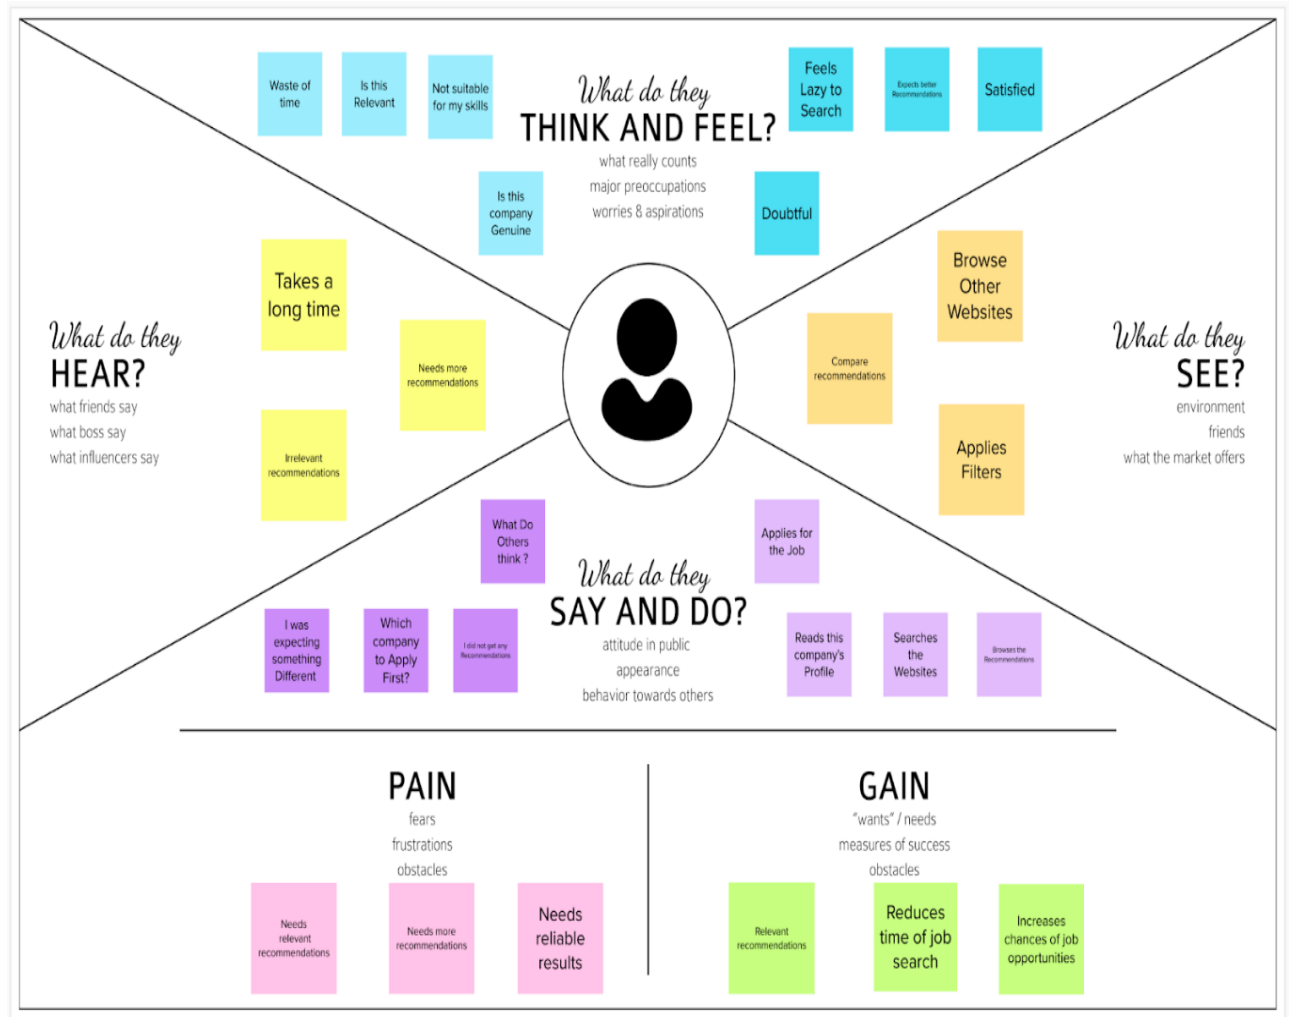 Waste of
time
Is this
Relevant
Not suitable
for my skills
Is this
company
Genuine
What do they
THINK AND FEEL?
what really counts
major preoccupations
worries & aspirations
Feels
Lazy to
Search
Expects better
Recommendations
Satisfied
Doubtful
What do they
HEAR?
what friends say
what boss say
what influencers say
Takes a
long time
Needs more
recommendations
Irrelevant
recommendations
Compare
recommendations
Browse
Other
Websites
Applies
Filters
What do they
SEE?
environment
friends
what the market offers
What Do
Others
think ?
I was
expecting
something
Different
Which
company
to Apply
First?
I did not get any
Recommendations
What do they
SAY AND DO?
attitude in public
appearance
behavior towards others
Applies for
the Job
Reads this
company's
Profile
Searches
the
Websites
Browses the
Recommendations
PAIN
fears
frustrations
obstacles
Needs
relevant
recommendations
Needs more
recommendations
Needs
reliable
results
GAIN
"wants" / needs
measures of success
obstacles
Relevant
recommendations
Reduces
time of job
search
Increases
chances of job
opportunities